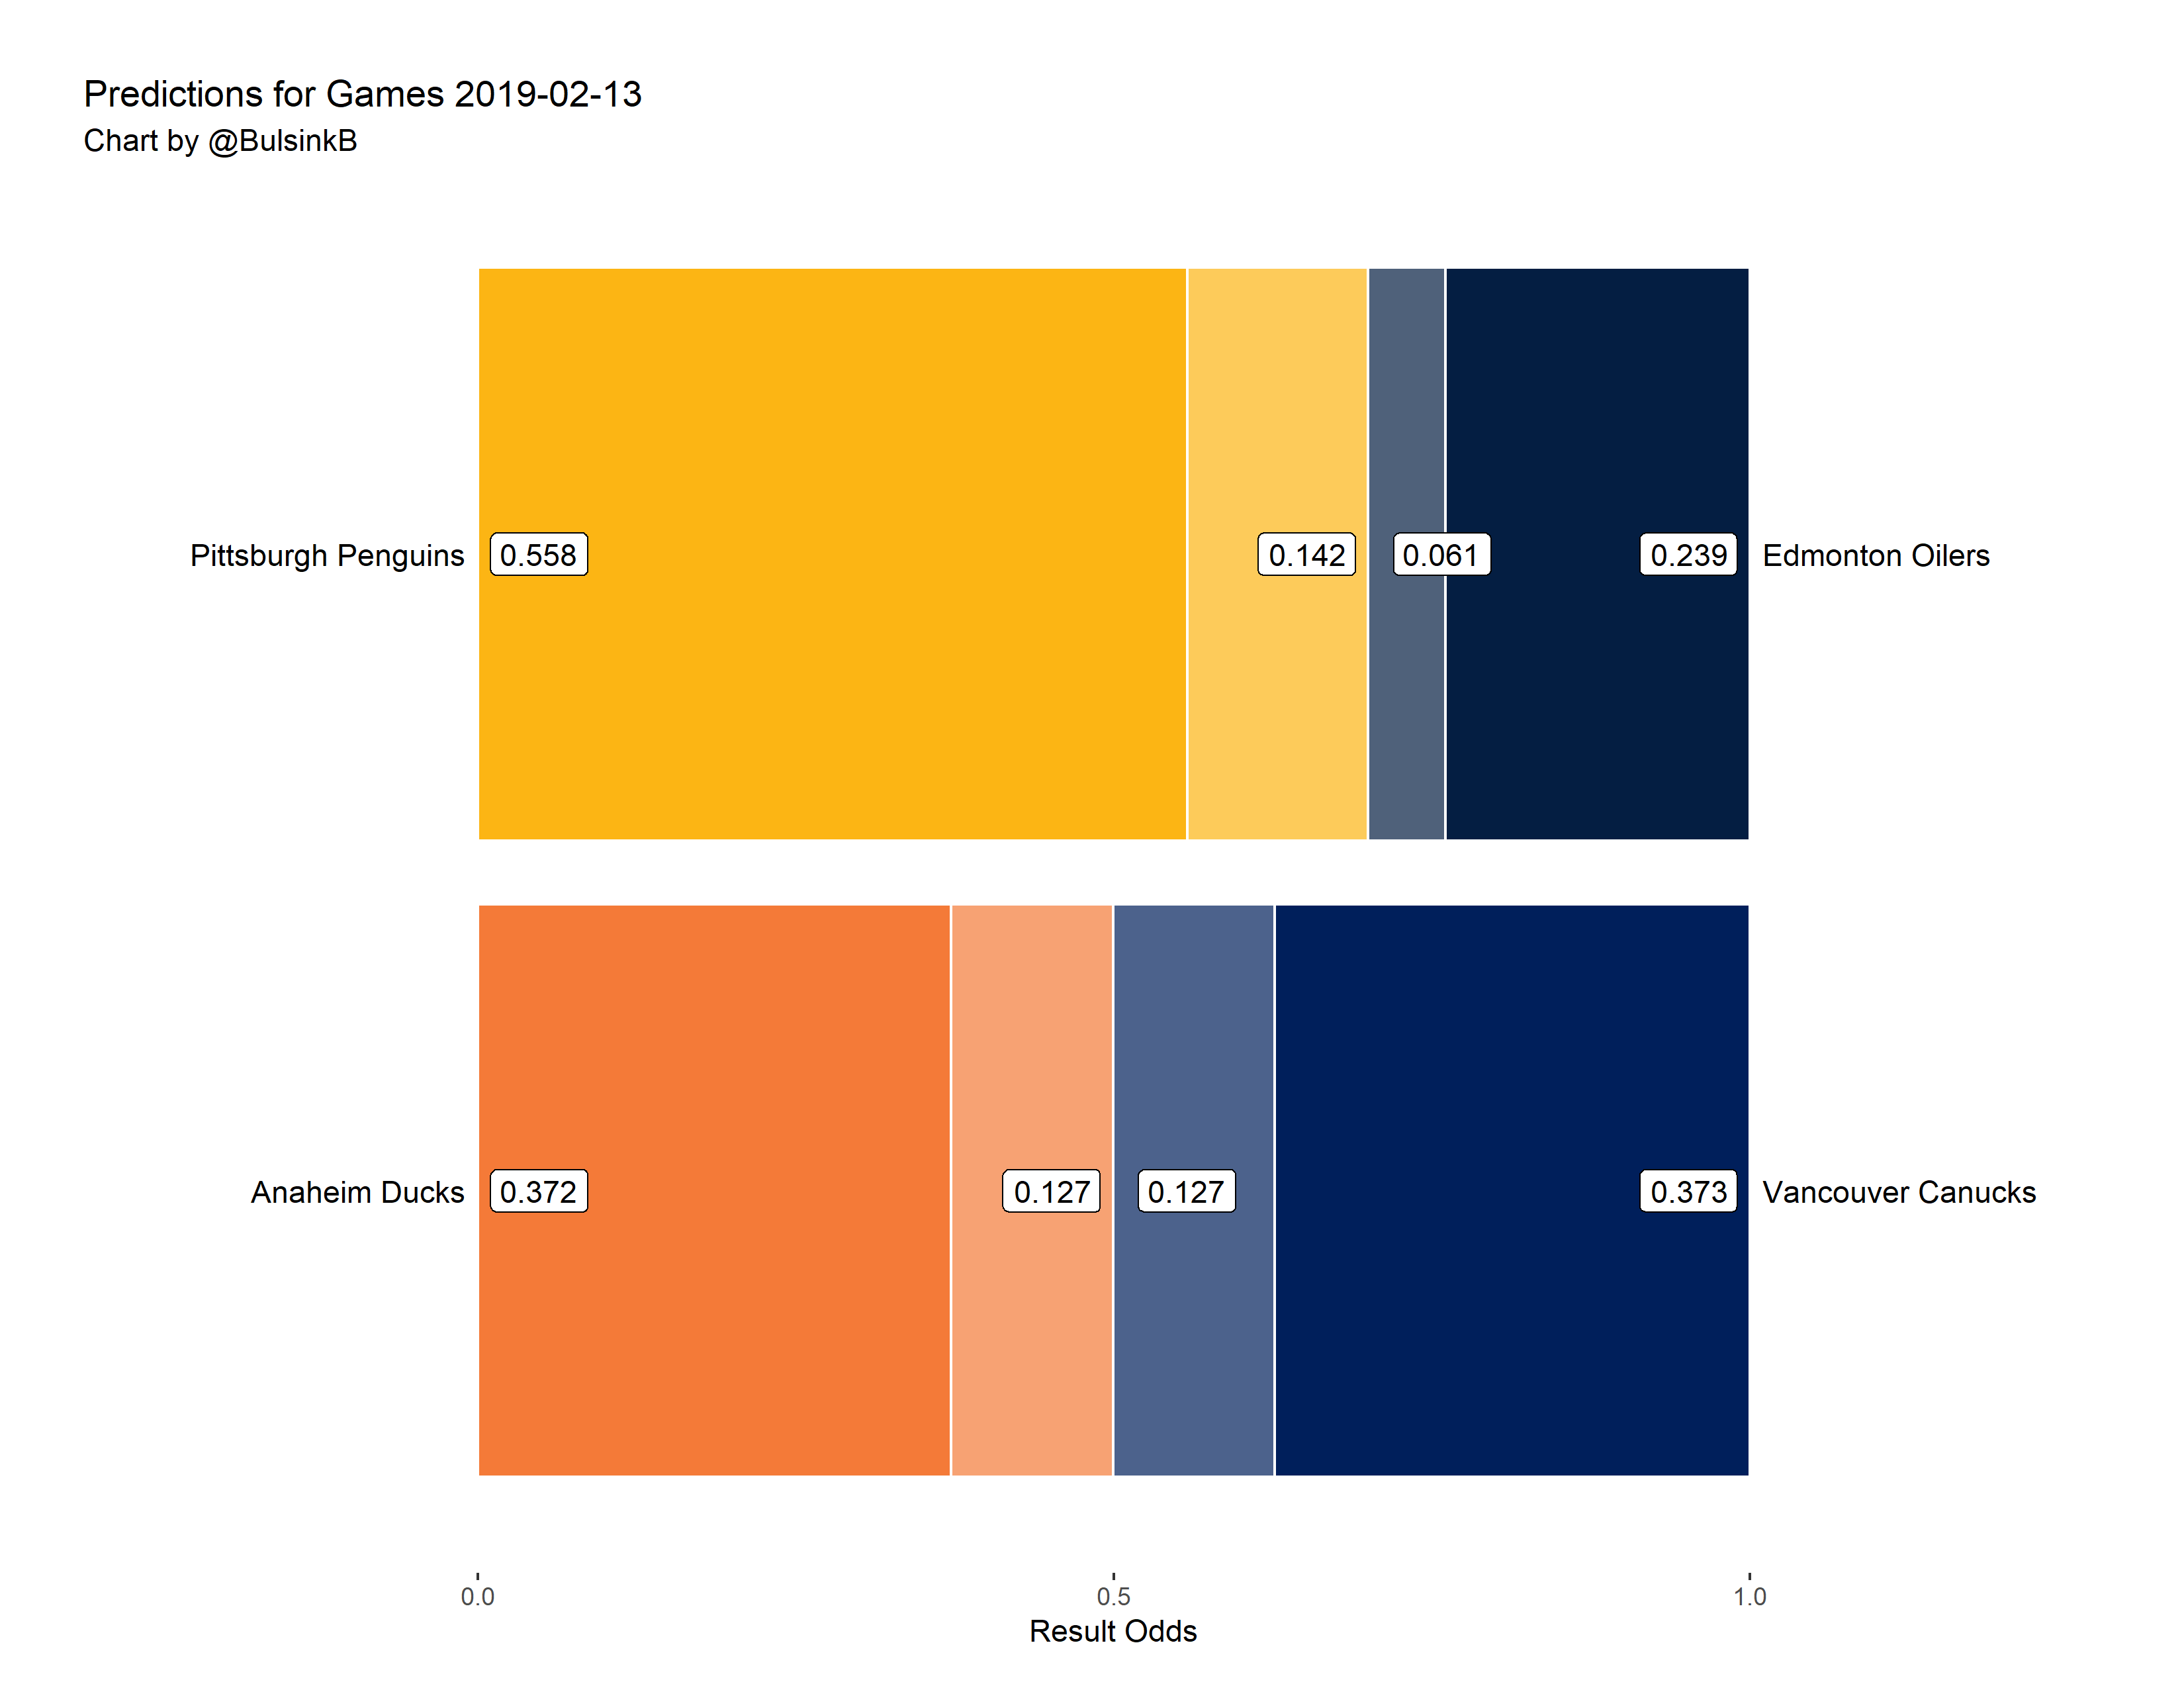 Predictions for Games 2019-02-13
Chart by @BulsinkB
Pittsburgh Penguins 0.558 0.142 0.061 0.239 Edmonton Oilers
Anaheim Ducks 0.372 0.127 0.127 0.373 Vancouver Canucks
0.0 0.5 1.0
Result Odds